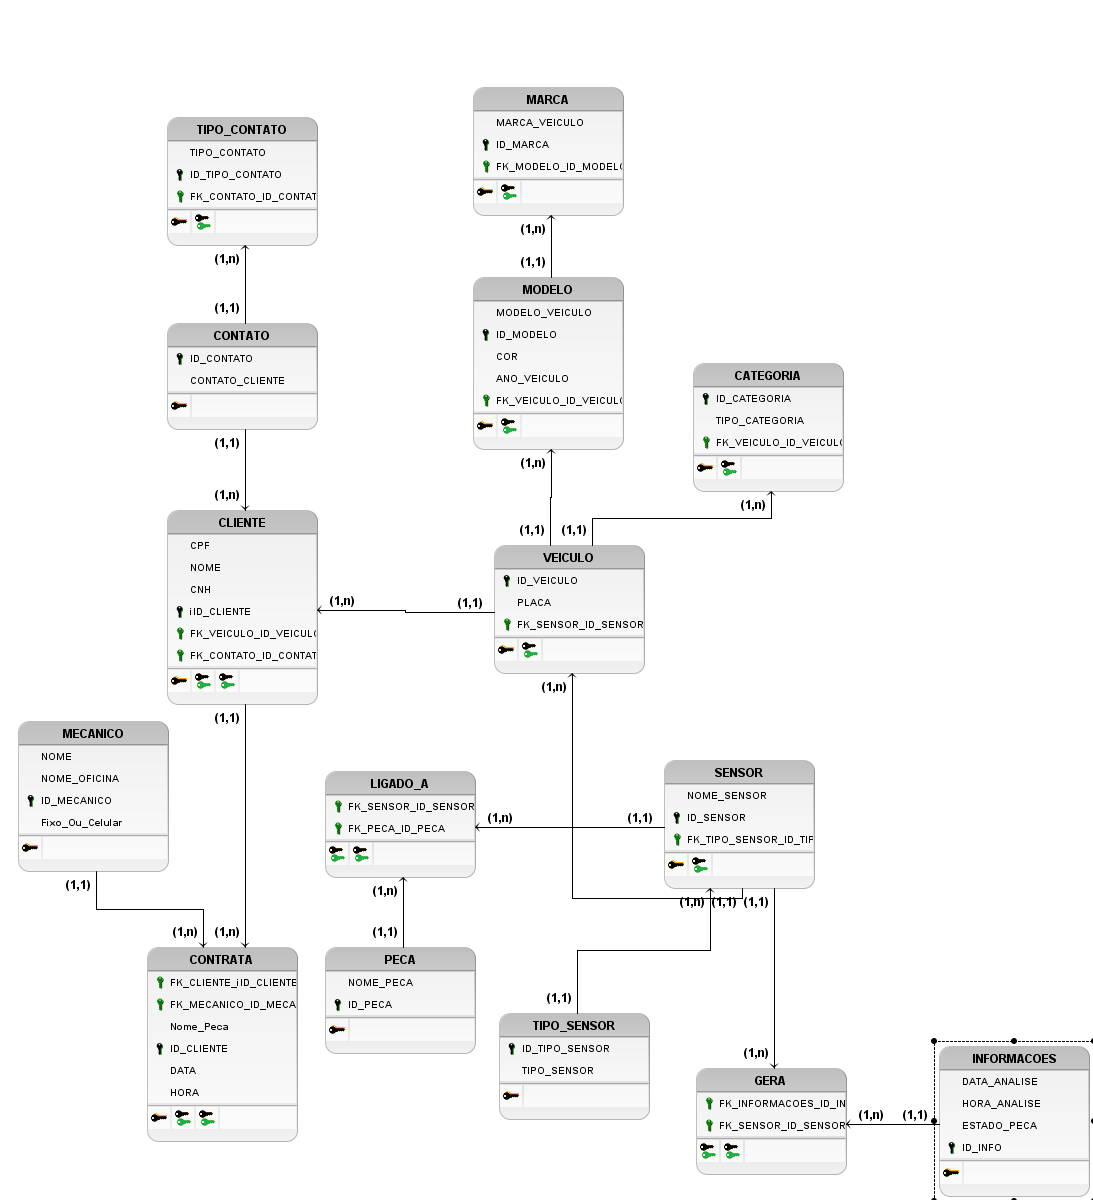 MARCA
MARCA_VEICULO
ID_MARCA
FK_MODELO_ID_MODELO
(1,n)
(1,1)
TIPO_CONTATO
TIPO_CONTATO
ID_TIPO_CONTATO
FK_CONTATO_ID_CONTAT
(1,n)
(1,1)
MODELO
MODELO_VEICULO
ID_MODELO
COR
ANO_VEICULO
FK_VEICULO_ID_VEICULO
(1,n)
(1,1)
CONTATO
ID_CONTATO
CONTATO_CLIENTE
(1,1)
(1,n)
CATEGORIA
ID_CATEGORIA
TIPO_CATEGORIA
FK_VEICULO_ID_VEICULO
(1,n)
(1,1)
CLIENTE
CPF
NOME
CNH
iID_CLIENTE
FK_VEICULO_ID_VEICULO
FK_CONTATO_ID_CONTAT
(1,n)
(1,1)
(1,1)
VEICULO
ID_VEICULO
PLACA
FK_SENSOR_ID_SENSOR
(1,n)
MECANICO
NOME
NOME_OFICINA
ID_MECANICO
Fixo_Ou_Celular
(1,1)
(1,n)
(1,n)
LIGADO_A
FK_SENSOR_ID_SENSOR
FK_PECA_ID_PECA
(1,n)
(1,1)
(1,n)
(1,1)
SENSOR
NOME_SENSOR
ID_SENSOR
FK_TIPO_SENSOR_ID_TIP
(1,n)
(1,1)
(1,1)
CONTRATA
FK_CLIENTE_iID_CLIENTE
FK_MECANICO_ID_MECA
Nome_Peca
ID_CLIENTE
DATA
HORA
PECA
NOME_PECA
ID_PECA
(1,1)
TIPO_SENSOR
ID_TIPO_SENSOR
TIPO_SENSOR
(1,n)
GERA
FK_INFORMACOES_ID_IN
FK_SENSOR_ID_SENSOR
(1,n)
(1,1)
INFORMACOES
DATA_ANALISE
HORA_ANALISE
ESTADO_PECA
ID_INFO